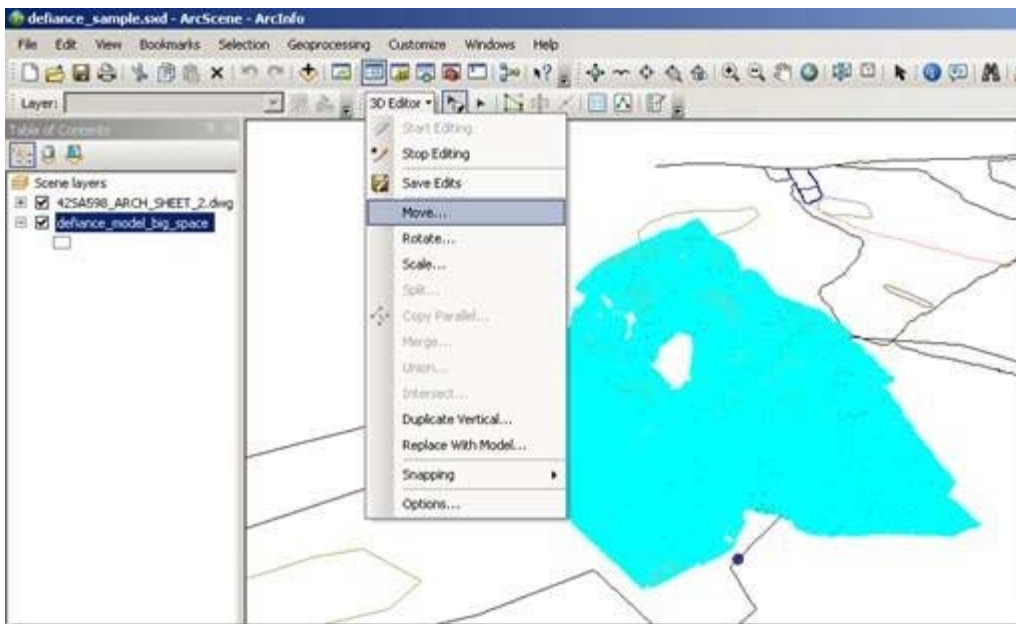 defiance_sample.sxd - ArcScene - ArcInfo
File Edit View Bookmarks Selection Geoprocessing Customize Windows Help
Layer:
3D Editor
Table of Contents
Scene layers
42SA598_ARCH_SHEET_2.dwg
defiance_model_big_space
Start Editing
Stop Editing
Save Edits
Move...
Rotate...
Scale...
Split...
Copy Parallel...
Merge...
Union...
Intersect...
Duplicate Vertical...
Replace With Model...
Snapping
Options...